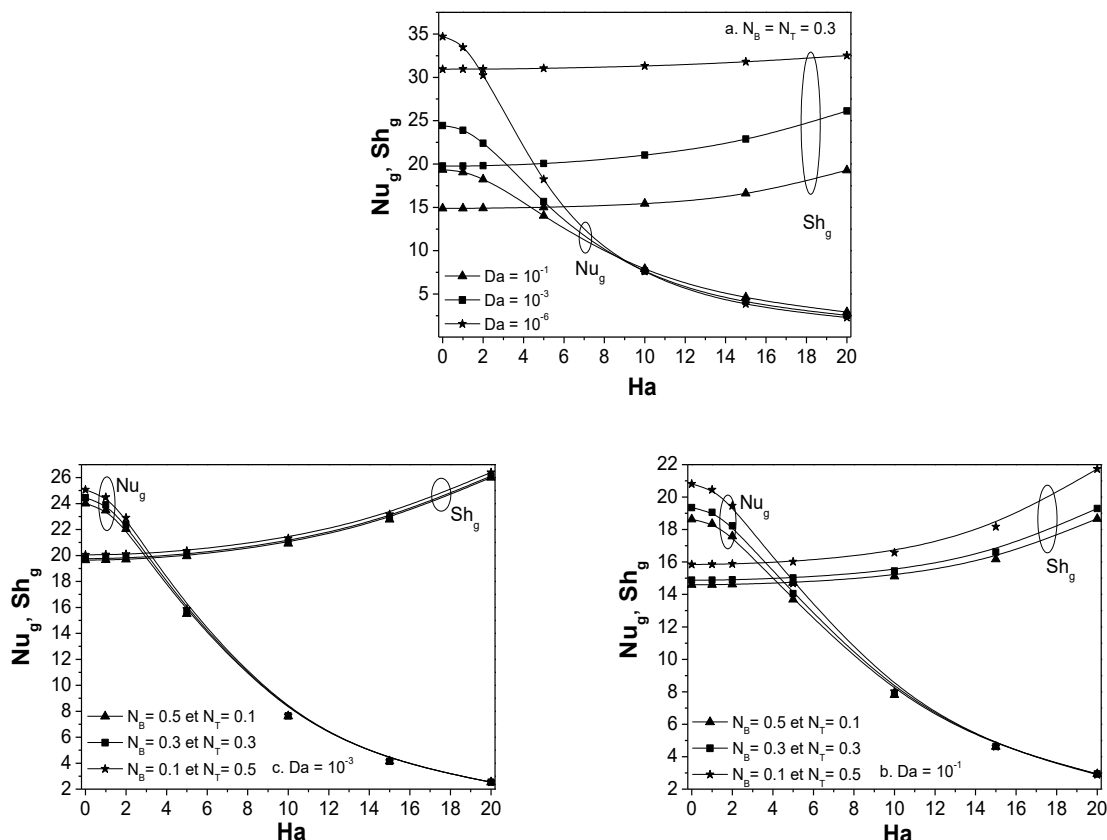 a. N_B = N_T = 0.3
35
30
25
20
15
10
5
Nu_g, Sh_g
Sh_g
Nu_g
Da = 10^-1
Da = 10^-3
Da = 10^-6
0 2 4 6 8 10 12 14 16 18 20
Ha
26
24
22
20
18
16
14
12
10
8
6
4
2
Nu_g, Sh_g
Nu_g
Sh_g
N_B= 0.5 et N_T= 0.1
N_B= 0.3 et N_T= 0.3
N_B= 0.1 et N_T= 0.5
c. Da = 10^-3
0 2 4 6 8 10 12 14 16 18 20
Ha
22
20
18
16
14
12
10
8
6
4
2
Nu_g, Sh_g
Nu_g
Sh_g
N_B= 0.5 et N_T= 0.1
N_B= 0.3 et N_T= 0.3
N_B= 0.1 et N_T= 0.5
b. Da = 10^-1
0 2 4 6 8 10 12 14 16 18 20
Ha